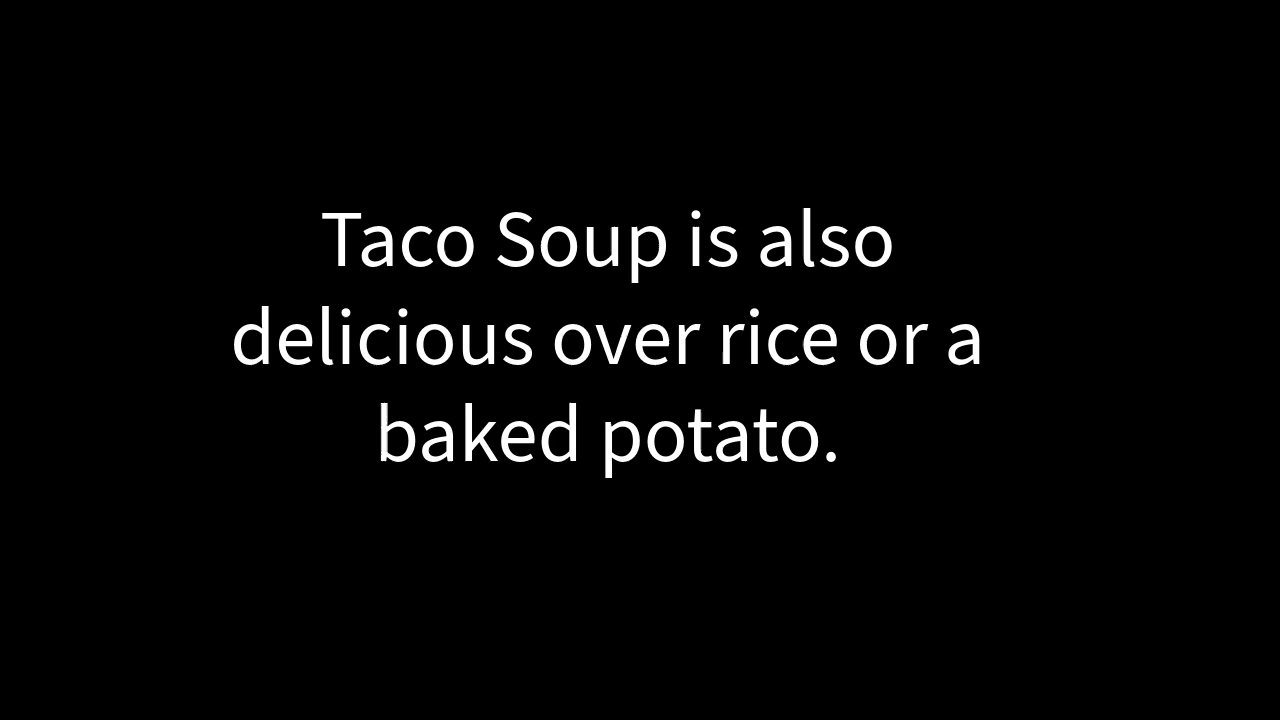 Taco Soup is also
delicious over rice or a
baked potato.